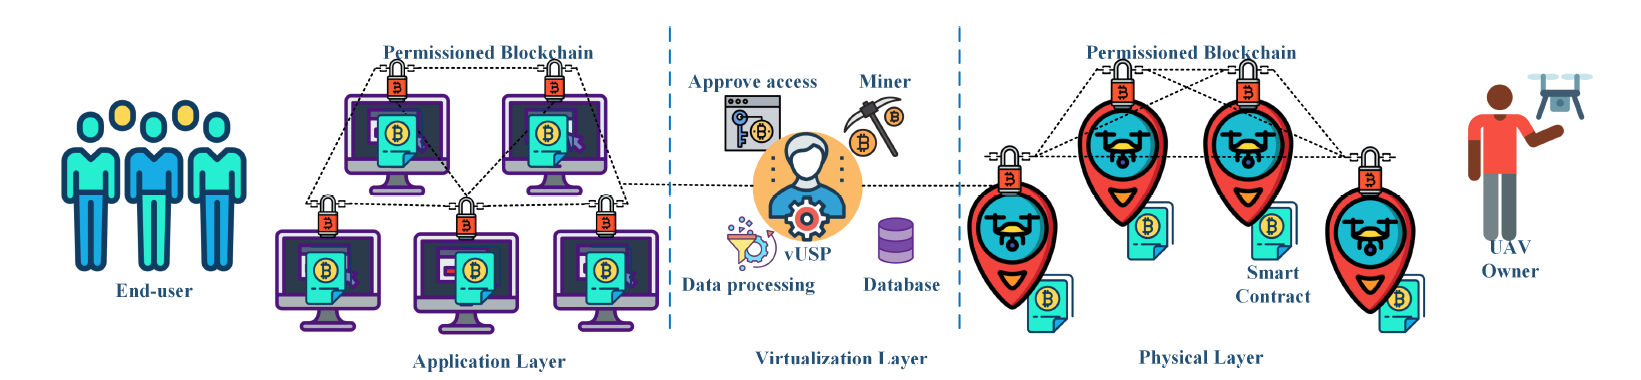 Permissioned Blockchain
Permissioned Blockchain
Approve access
Miner
vUSP
Data processing
Database
End-user
UAV
Owner
Smart
Contract
Application Layer
Virtualization Layer
Physical Layer